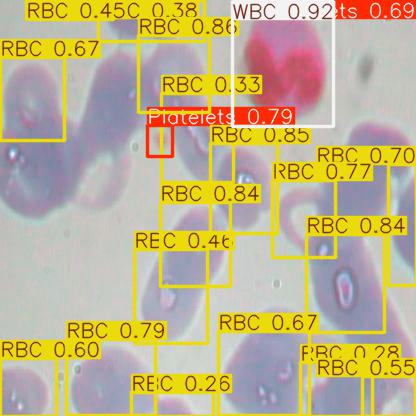 RBC 0.45
C 0.38
WBC 0.92
ets 0.69
RBC 0.86
RBC 0.67
RBC 0.33
Platelets 0.79
RBC 0.85
RBC 0.70
RBC 0.77
RBC 0.84
RBC 0.84
RBC 0.46
RBC 0.67
RBC 0.79
RBC 0.60
RBC 0.28
RBC 0.55
RBC 0.26